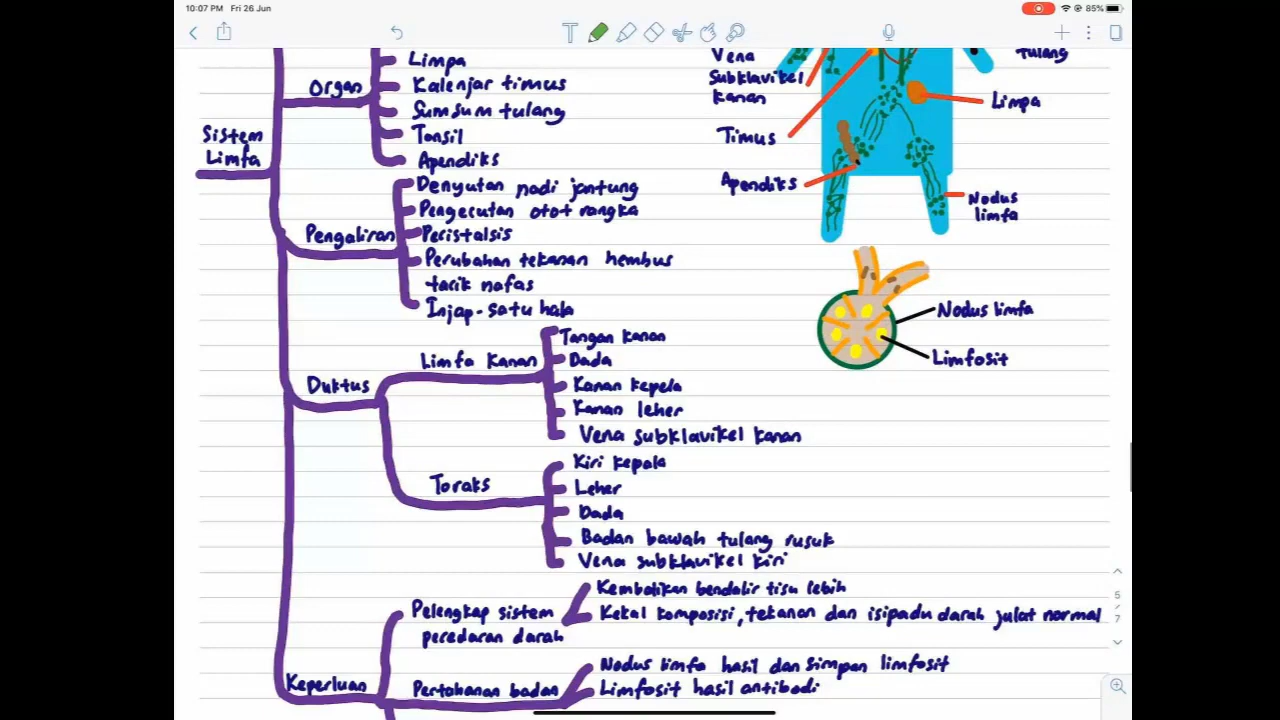 10:07 PM Fri 26 Jun
85%
Organ
Limpa
Kalenjar timus
Sumsum tulang
Tonsil
Apendiks
Sistem
Limfa
Pengaliran
Denyutan nadi jantung
Pengecutan otot rangka
Peristalsis
Perubahan tekanan hembus
tarik nafas
Injap-satu hala
Duktus
Limfa Kanan
Tangan kanan
Dada
Kanan kepala
Kanan leher
Vena subklavikel kanan
Toraks
Kiri kepala
Leher
Dada
Badan bawah tulang rusuk
Vena subklavikel kiri
Keperluan
Pelengkap sistem
peredaran darah
Kembalikan bendalir tisu lebih
Kekal komposisi, tekanan dan isipadu darah julat normal
Pertahanan badan
Nodus limfa hasil dan simpan limfosit
Limfosit hasil antibodi
Vena
Subklavikel
kanan
Timus
Apendiks
tulang
Limpa
Nodus
limfa
Nodus limfa
Limfosit
5
7